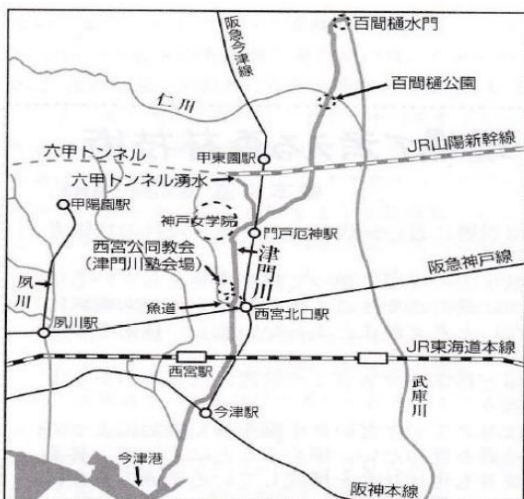 百間樋水門
阪急今津線
百間樋公園
仁川
JR山陽新幹線
六甲トンネル
甲東園駅
六甲トンネル湧水
甲陽園駅
神戸女学院
門戸厄神駅
西宮公同教会
(津門川塾会場)
津門川
阪急神戸線
夙川
魚道
西宮北口駅
夙川駅
JR東海道本線
西宮駅
武庫川
今津駅
今津港
阪神本線